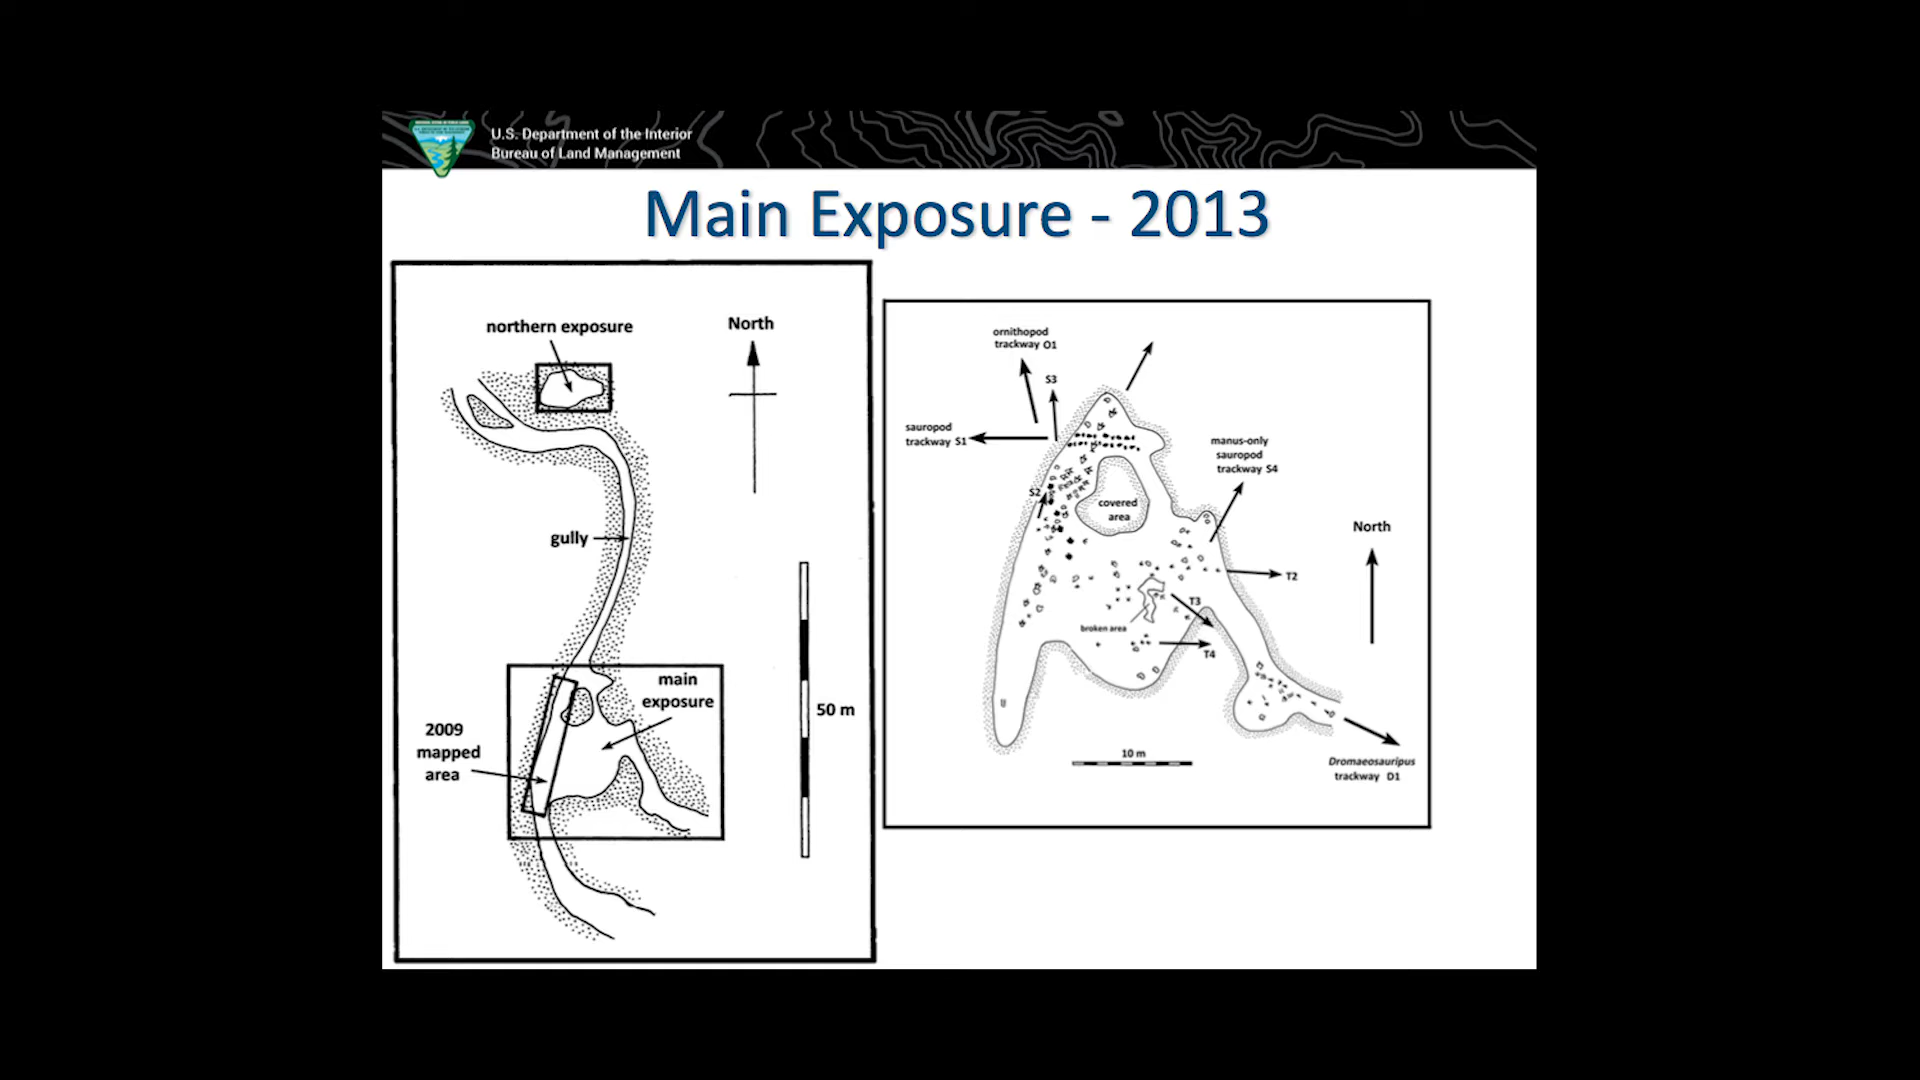 U.S. Department of the Interior
Bureau of Land Management
Main Exposure - 2013
northern exposure
North
gully
50 m
main
exposure
2009
mapped
area
ornithopod
trackway O1
S3
sauropod
trackway S1
manus-only
sauropod
trackway S4
S2
covered
area
North
T2
T3
broken area
T4
10 m
Dromaeosauripus
trackway D1